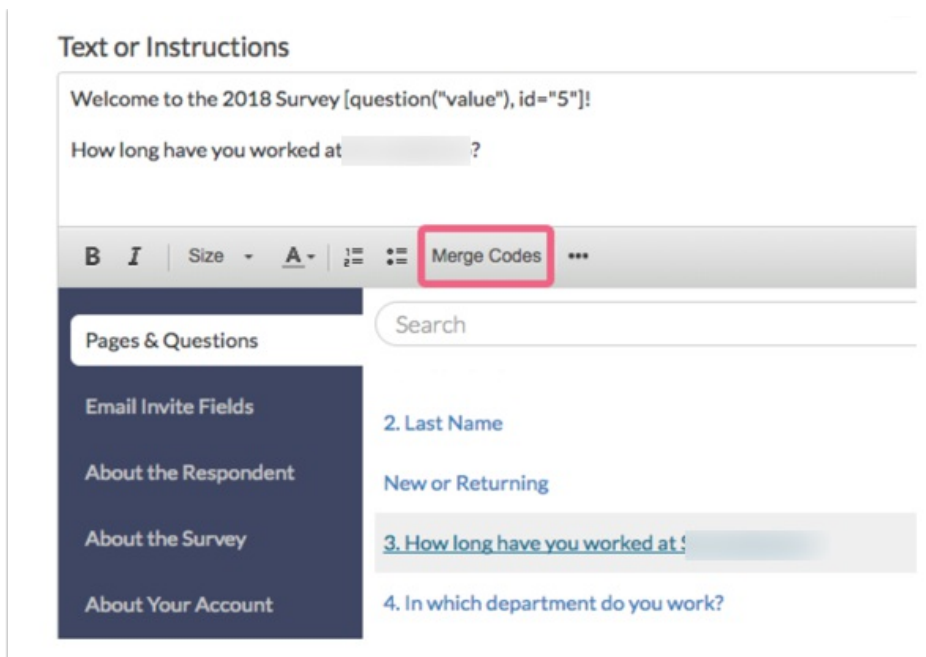 Text or Instructions
Welcome to the 2018 Survey [question("value"), id="5"]!
How long have you worked at ?
B I Size A Merge Codes •••
Pages & Questions
Search
Email Invite Fields
2. Last Name
About the Respondent
New or Returning
About the Survey
3. How long have you worked at
About Your Account
4. In which department do you work?